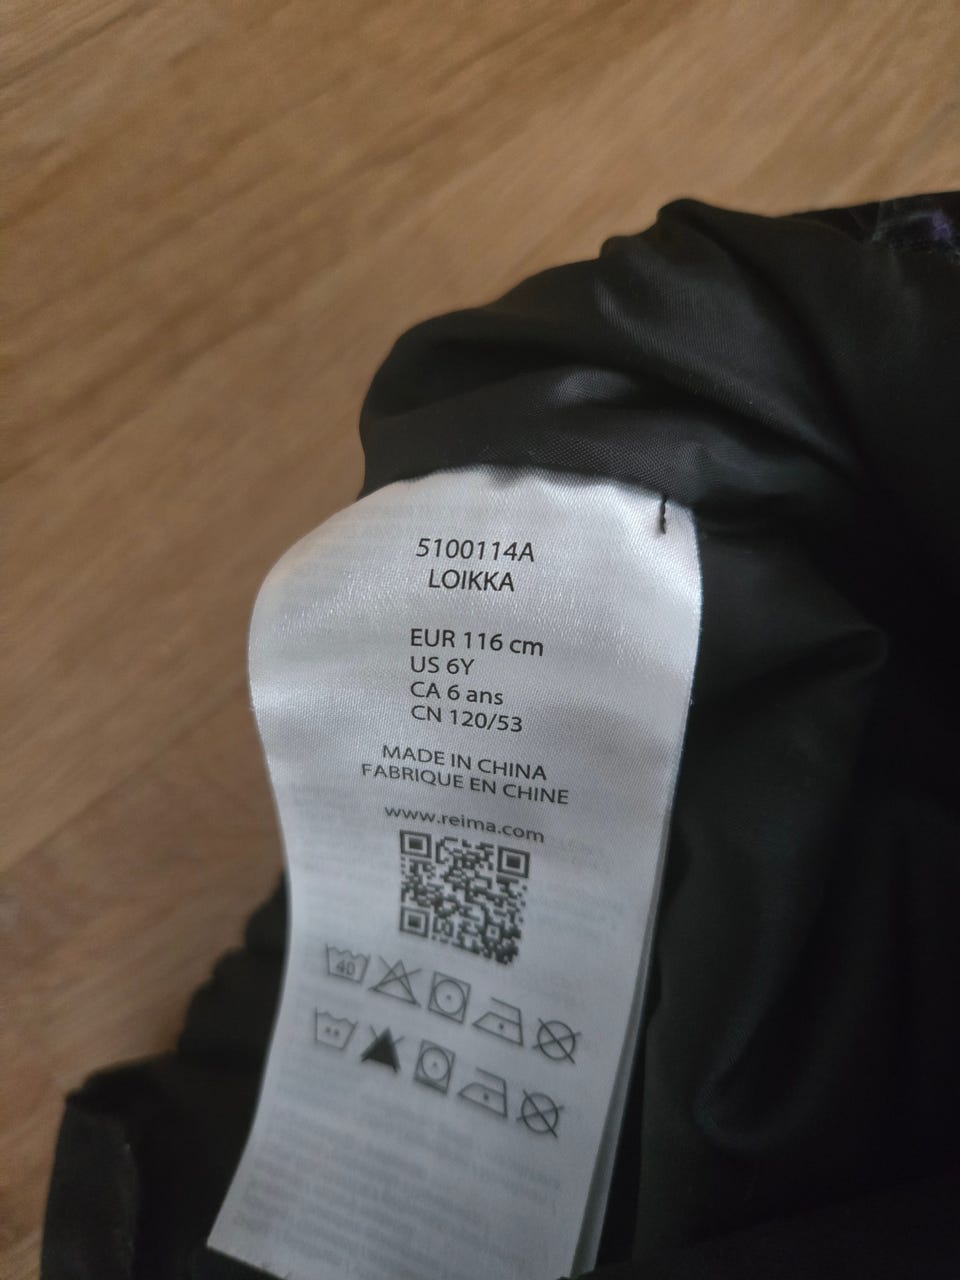 5100114A
LOIKKA
EUR 116 cm
US 6Y
CA 6 ans
CN 120/53
MADE IN CHINA
FABRIQUE EN CHINE
www.reima.com
40